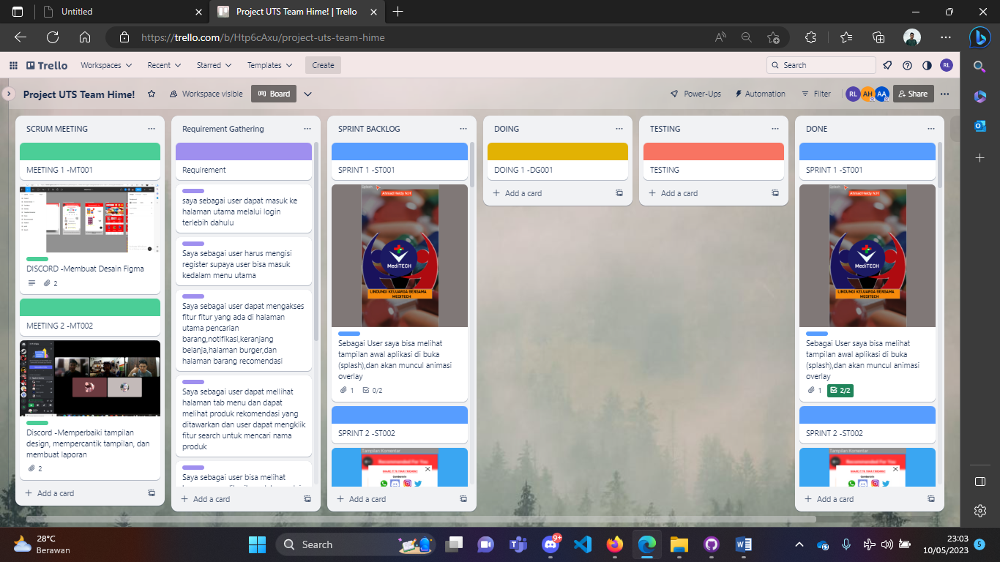 Untitled
Project UTS Team Hime! | Trello
https://trello.com/b/Htp6cAxu/project-uts-team-hime
Trello
Workspaces
Recent
Starred
Templates
Create
Search
RL
Project UTS Team Hime!
Workspace visible
Board
Power-Ups
Automation
Filter
RL
AH
AA
Share
SCRUM MEETING
MEETING 1 -MT001
DISCORD -Membuat Desain Figma
2
MEETING 2 -MT002
Discord -Memperbaiki tampilan
design, mempercantik tampilan, dan
membuat laporan
2
Add a card
Requirement Gathering
Requirement
saya sebagai user dapat masuk ke
halaman utama melalui login
terlebih dahulu
Saya sebagai user harus mengisi
register supaya user bisa masuk
kedalam menu utama
Saya sebagai user dapat mengakses
fitur fitur yang ada di halaman
utama pencarian
barang,notifikasi,keranjang
belanja,halaman burger,dan
halaman barang recomendasi
Saya sebagai user dapat mellihat
halaman tab menu dan dapat
melihat produk rekomendasi yang
ditawarkan dan user dapat mengklik
fitur search untuk mencari nama
produk
Saya sebagai user bisa melihat
Add a card
SPRINT BACKLOG
SPRINT 1 -ST001
Splash
Ahmad Haldy N.H
MediTECH
LINDUNGI KELUARGA BERSAMA
MEDITECH
Sebagai User saya bisa melihat
tampilan awal aplikasi di buka
(splash),dan akan muncul animasi
overlay
1
0/2
SPRINT 2 -ST002
Tampilan Komentar
Recommended For You
SHARE IT TO YOUR FRIENDS!
Add a card
DOING
DOING 1 -DG001
Add a card
TESTING
TESTING
Add a card
DONE
SPRINT 1 -ST001
Splash
Ahmad Haldy N.H
MediTECH
LINDUNGI KELUARGA BERSAMA
MEDITECH
Sebagai User saya bisa melihat
tampilan awal aplikasi di buka
(splash),dan akan muncul animasi
overlay
1
2/2
SPRINT 2 -ST002
Tampilan Komentar
Recommended For You
SHARE IT TO YOUR FRIENDS!
Add a card
28°C
Berawan
Search
9+
23:03
10/05/2023
5